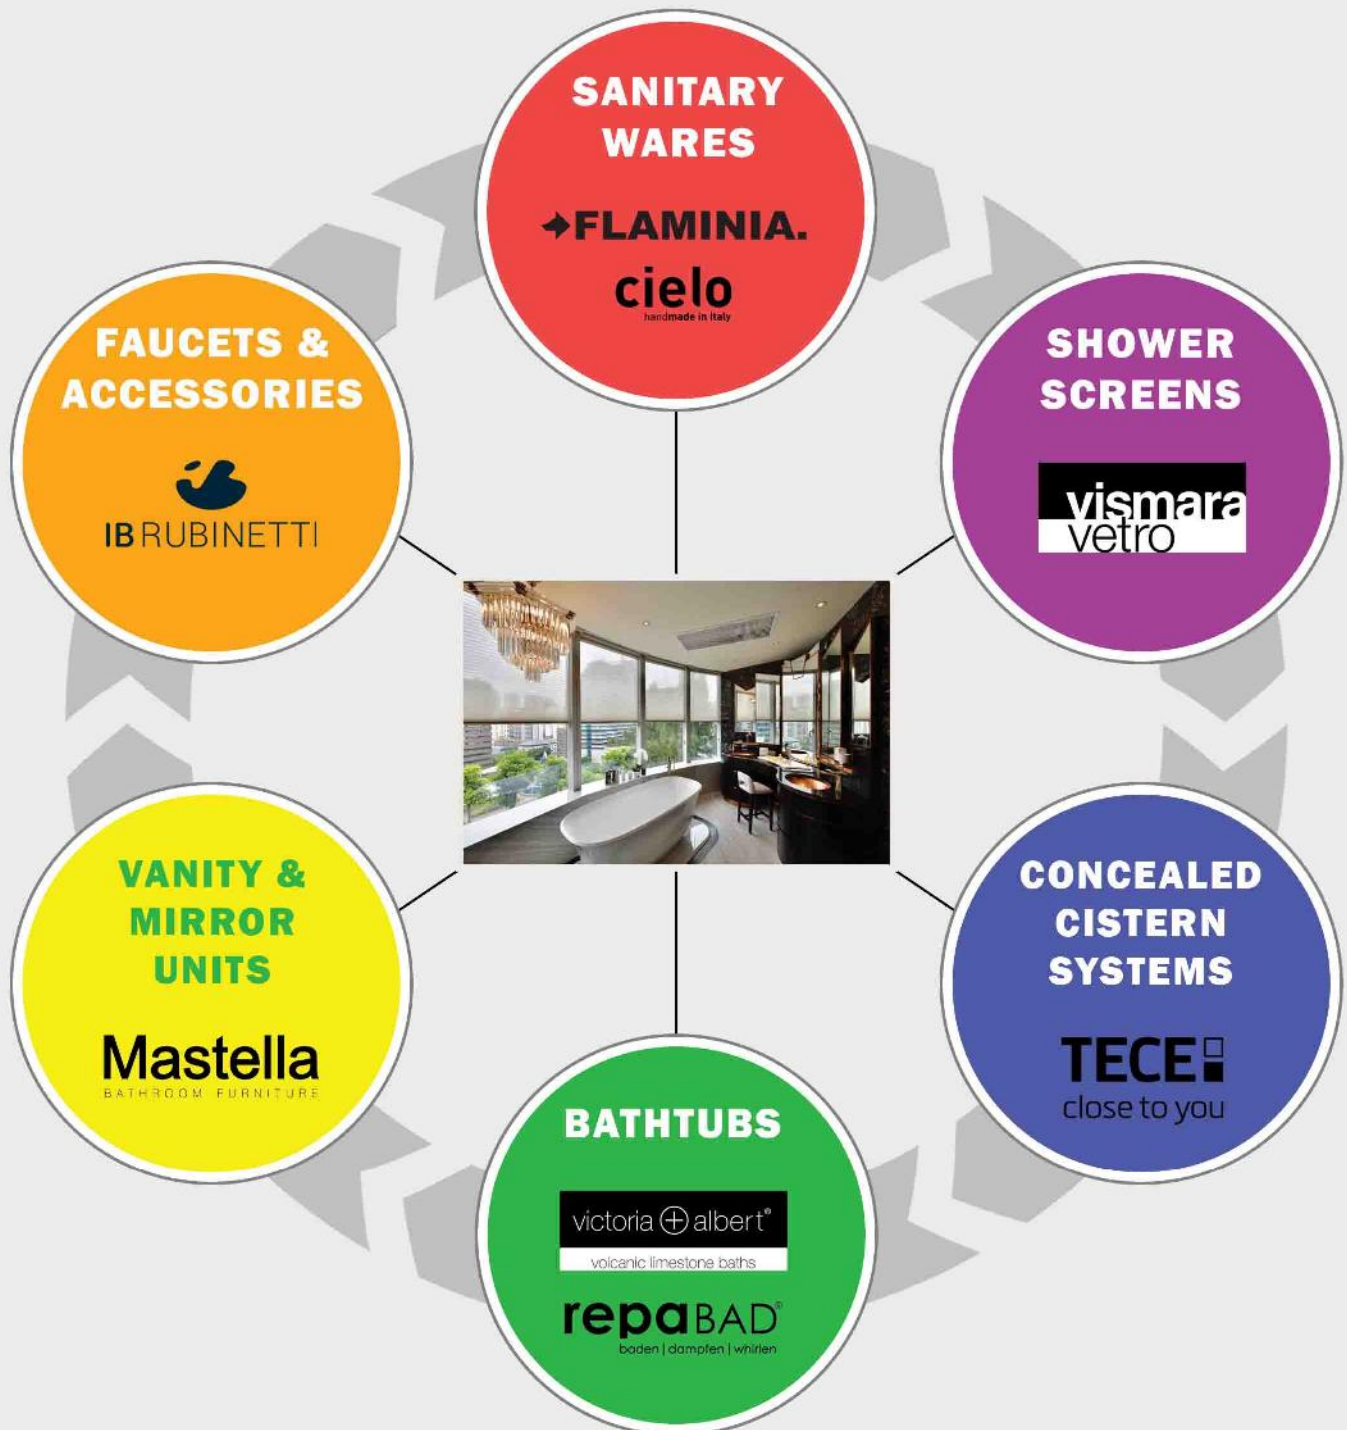 SANITARY
WARES
FLAMINIA.
cielo
handmade in Italy
SHOWER
SCREENS
vismara
vetro
CONCEALED
CISTERN
SYSTEMS
TECE
close to you
BATHTUBS
victoria + albert®
volcanic limestone baths
repaBAD®
baden | dampfen | whirlen
VANITY &
MIRROR
UNITS
Mastella
BATHROOM FURNITURE
FAUCETS &
ACCESSORIES
IB RUBINETTI